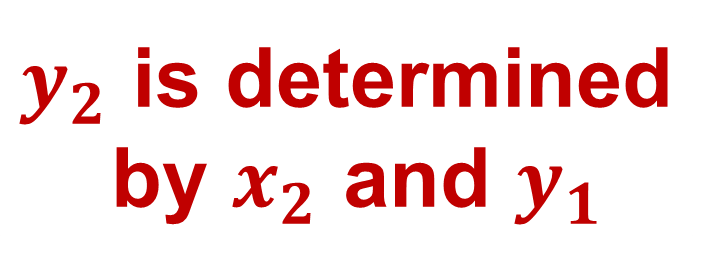 y₂ is determined
by x₂ and y₁